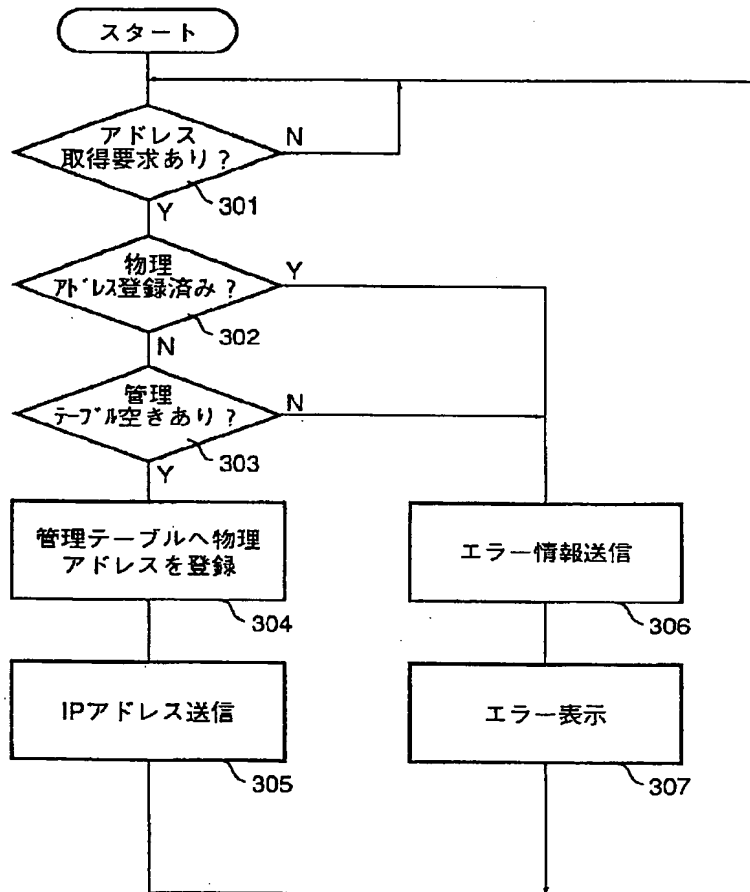 スタート
アドレス
取得要求あり?
N
301
Y
物理
アドレス登録済み?
Y
302
N
管理
テーブル空きあり?
N
303
Y
管理テーブルへ物理
アドレスを登録
304
エラー情報送信
306
IPアドレス送信
305
エラー表示
307